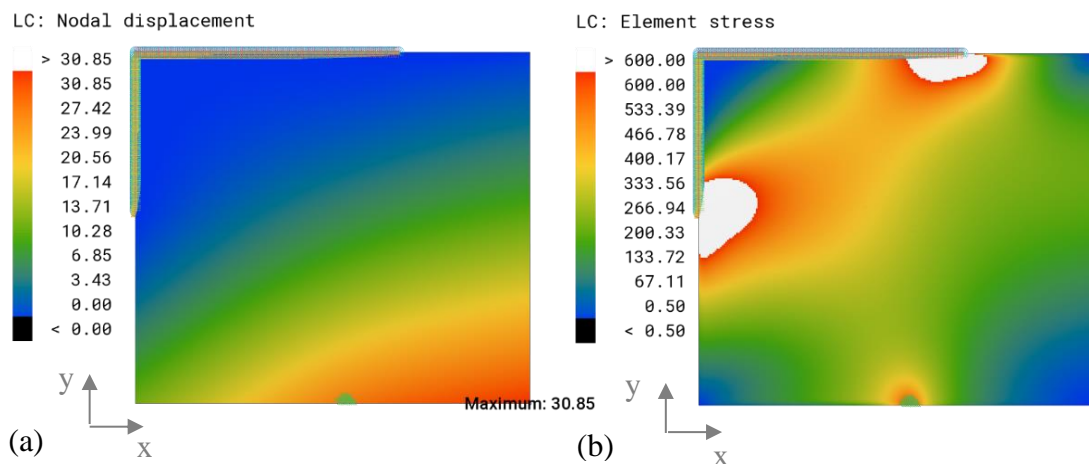 LC: Nodal displacement
> 30.85
30.85
27.42
23.99
20.56
17.14
13.71
10.28
6.85
3.43
0.00
< 0.00
Maximum: 30.85
y
x
(a)
LC: Element stress
> 600.00
600.00
533.39
466.78
400.17
333.56
266.94
200.33
133.72
67.11
0.50
< 0.50
y
x
(b)